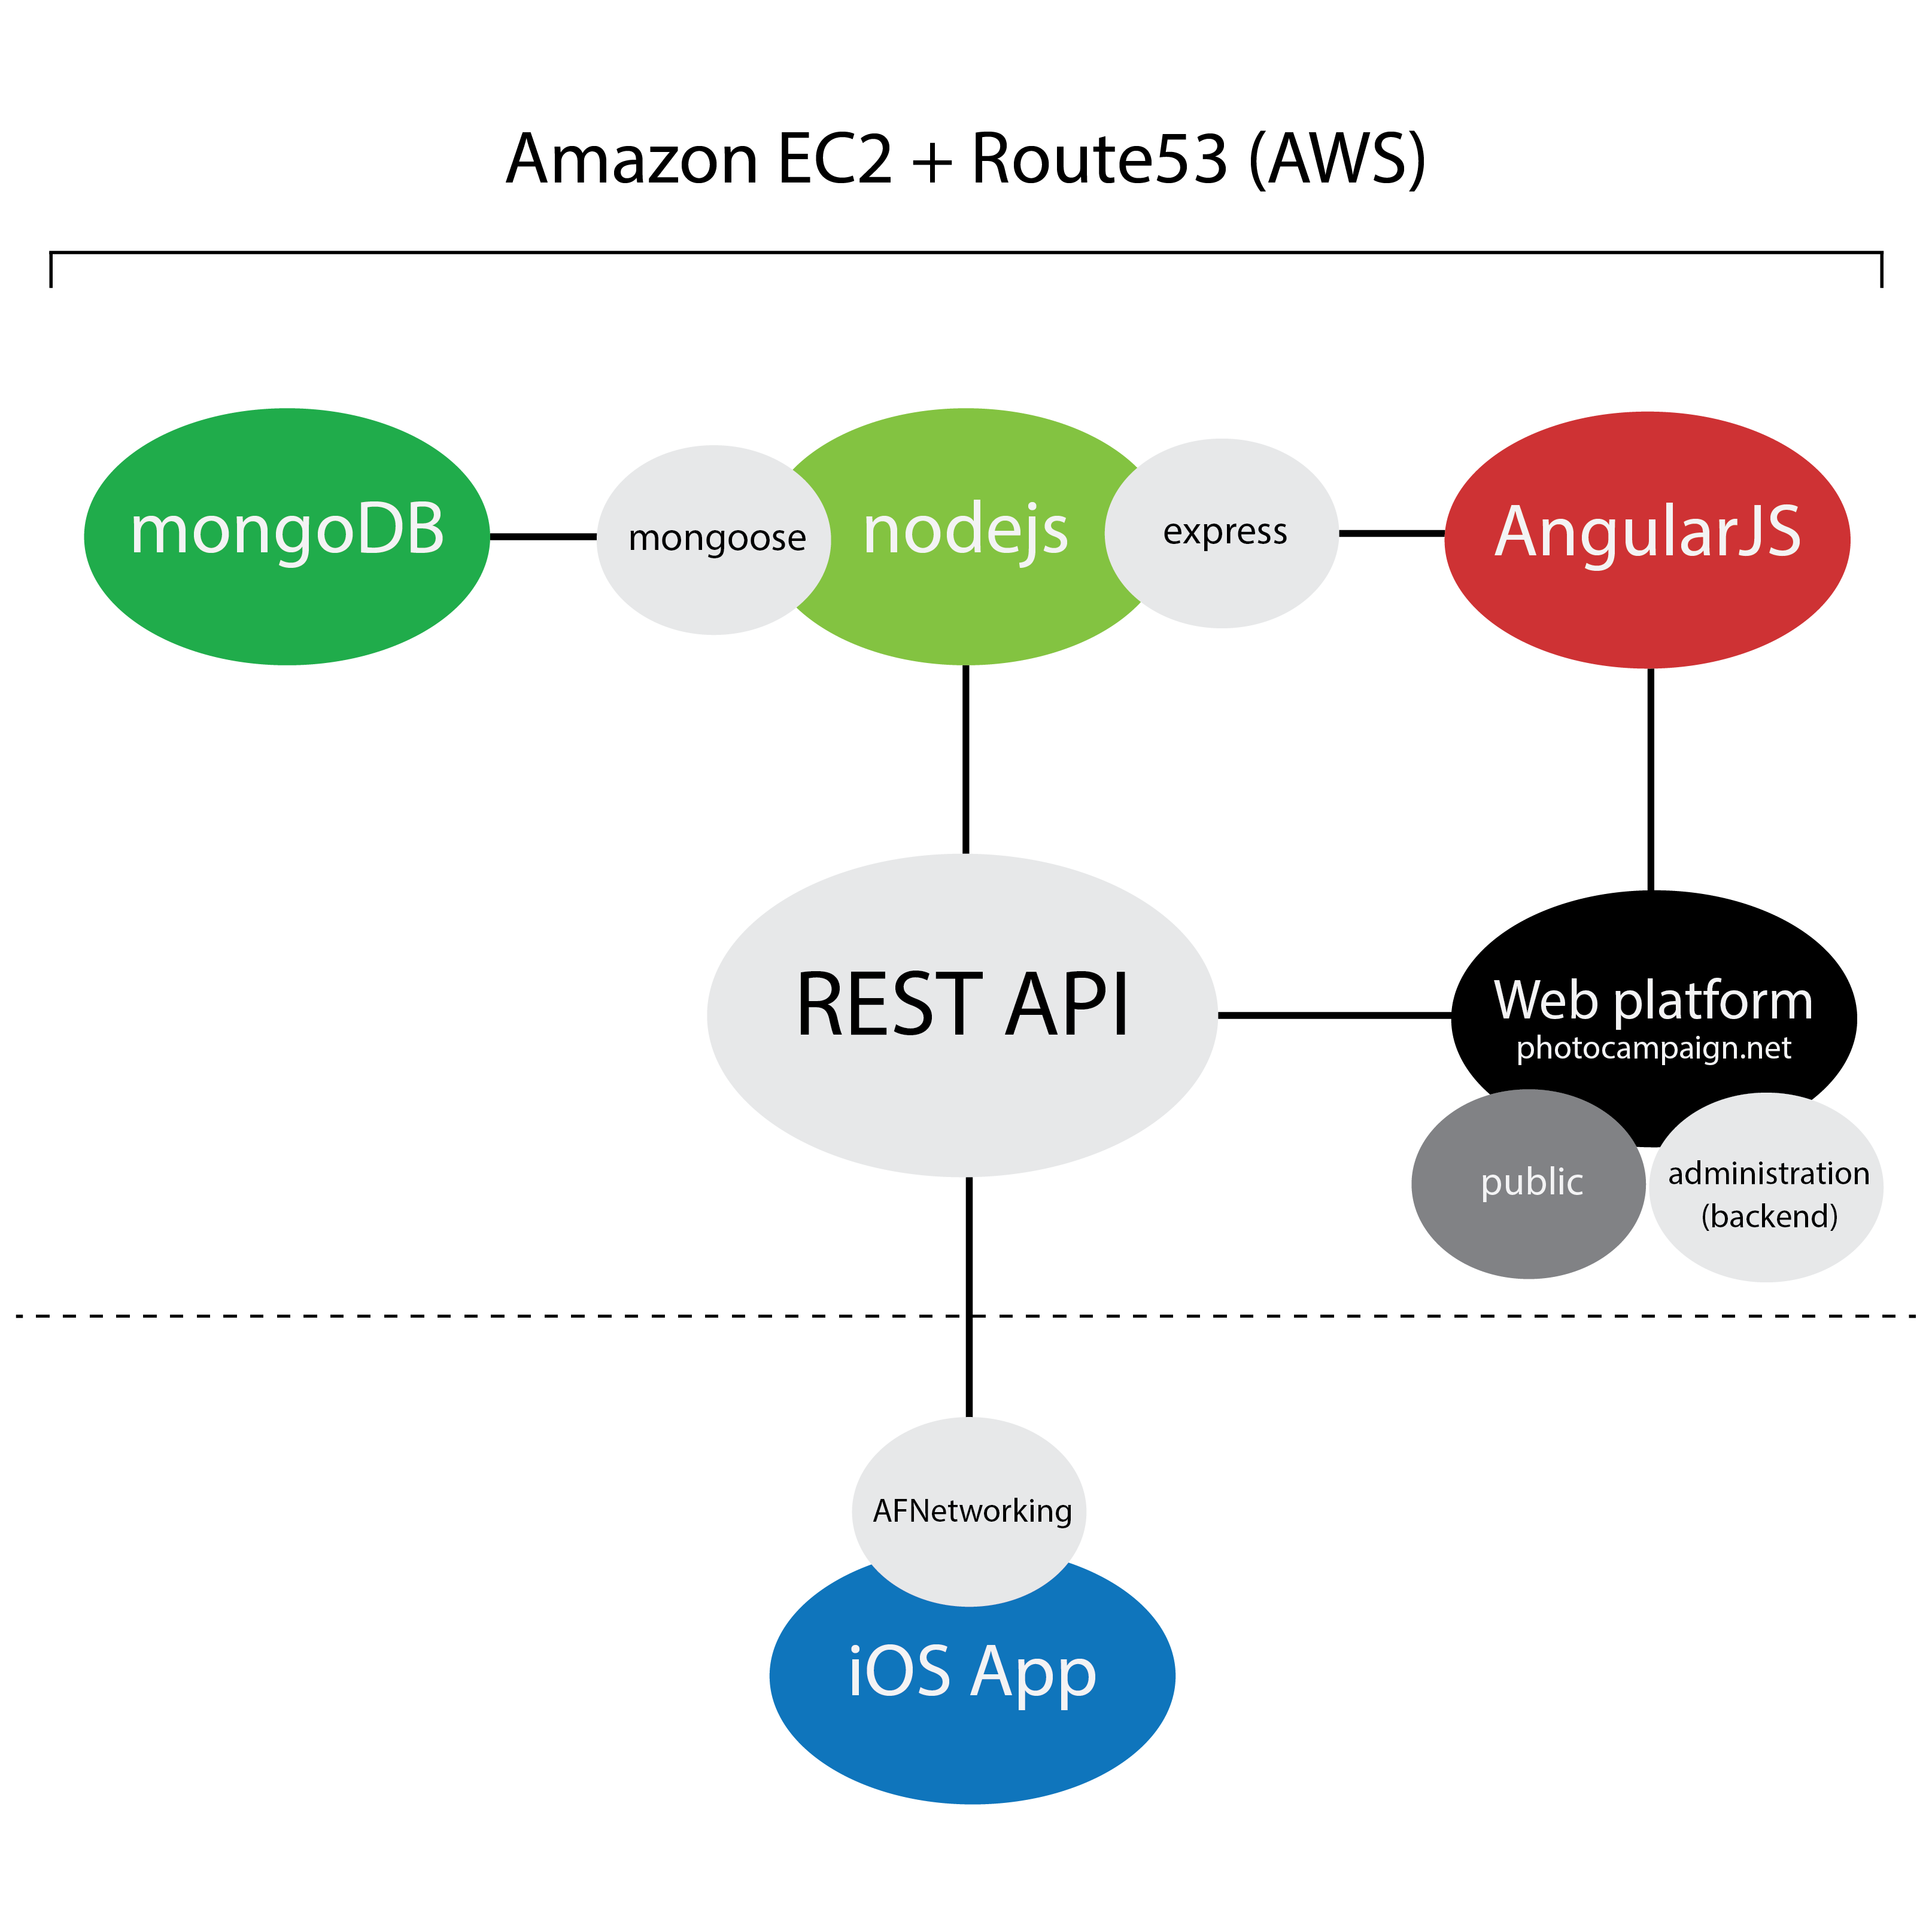 Amazon EC2 + Route53 (AWS)
mongoDB
mongoose
nodejs
express
AngularJS
REST API
Web platform
photocampaign.net
public
administration
(backend)
AFNetworking
iOS App